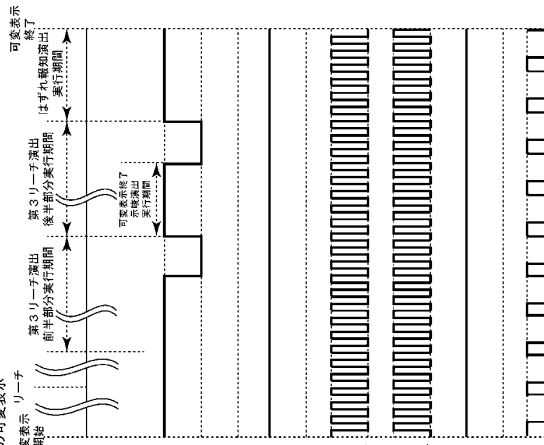 の可変表示
変表示
開始
リーチ
第3リーチ演出
前半部分実行期間
第3リーチ演出
後半部分実行期間
可変表示終了
示唆演出
実行期間
はずれ報知演出
実行期間
可変表示
終了